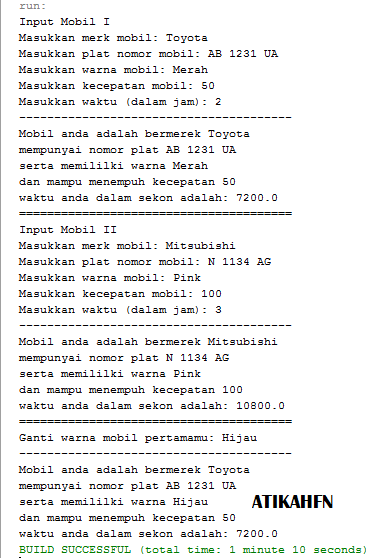 run:
Input Mobil I
Masukkan merk mobil: Toyota
Masukkan plat nomor mobil: AB 1231 UA
Masukkan warna mobil: Merah
Masukkan kecepatan mobil: 50
Masukkan waktu (dalam jam): 2
---------------------------------------
Mobil anda adalah bermerek Toyota
mempunyai nomor plat AB 1231 UA
serta memililki warna Merah
dan mampu menempuh kecepatan 50
waktu anda dalam sekon adalah: 7200.0
=======================================
Input Mobil II
Masukkan merk mobil: Mitsubishi
Masukkan plat nomor mobil: N 1134 AG
Masukkan warna mobil: Pink
Masukkan kecepatan mobil: 100
Masukkan waktu (dalam jam): 3
---------------------------------------
Mobil anda adalah bermerek Mitsubishi
mempunyai nomor plat N 1134 AG
serta memililki warna Pink
dan mampu menempuh kecepatan 100
waktu anda dalam sekon adalah: 10800.0
=======================================
Ganti warna mobil pertamamu: Hijau
---------------------------------------
Mobil anda adalah bermerek Toyota
mempunyai nomor plat AB 1231 UA
serta memililki warna Hijau
ATIKAHFN
dan mampu menempuh kecepatan 50
waktu anda dalam sekon adalah: 7200.0
BUILD SUCCESSFUL (total time: 1 minute 10 seconds)